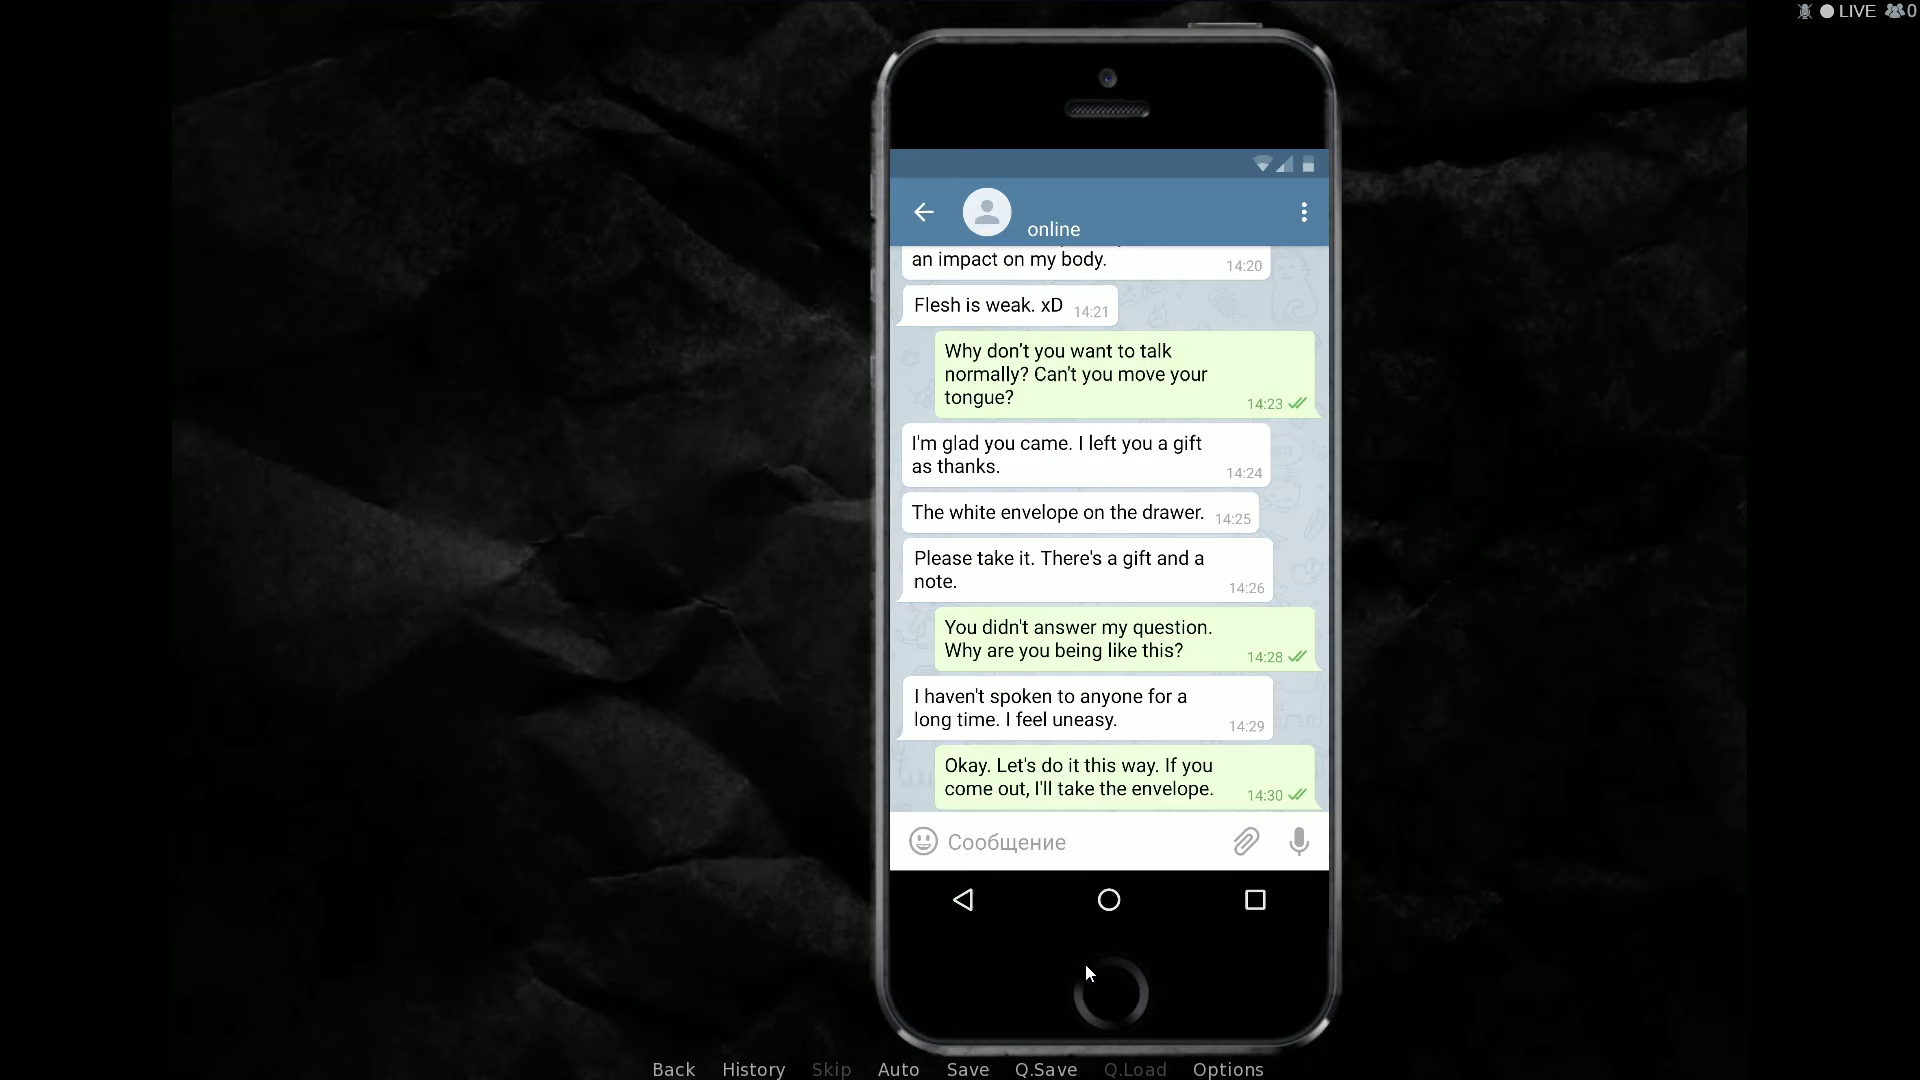 LIVE 0
online
an impact on my body.
14:20
Flesh is weak. xD 14:21
Why don't you want to talk
normally? Can't you move your
tongue?
14:23
I'm glad you came. I left you a gift
as thanks.
14:24
The white envelope on the drawer. 14:25
Please take it. There's a gift and a
note.
14:26
You didn't answer my question.
Why are you being like this?
14:28
I haven't spoken to anyone for a
long time. I feel uneasy.
14:29
Okay. Let's do it this way. If you
come out, I'll take the envelope.
14:30
Сообщение
Back History Skip Auto Save Q.Save Q.Load Options